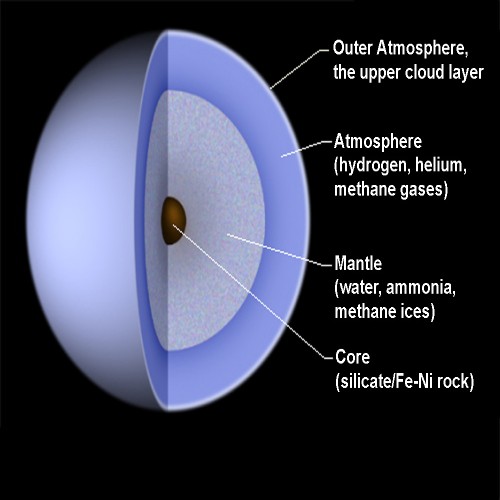 Outer Atmosphere,
the upper cloud layer
Atmosphere
(hydrogen, helium,
methane gases)
Mantle
(water, ammonia,
methane ices)
Core
(silicate/Fe-Ni rock)